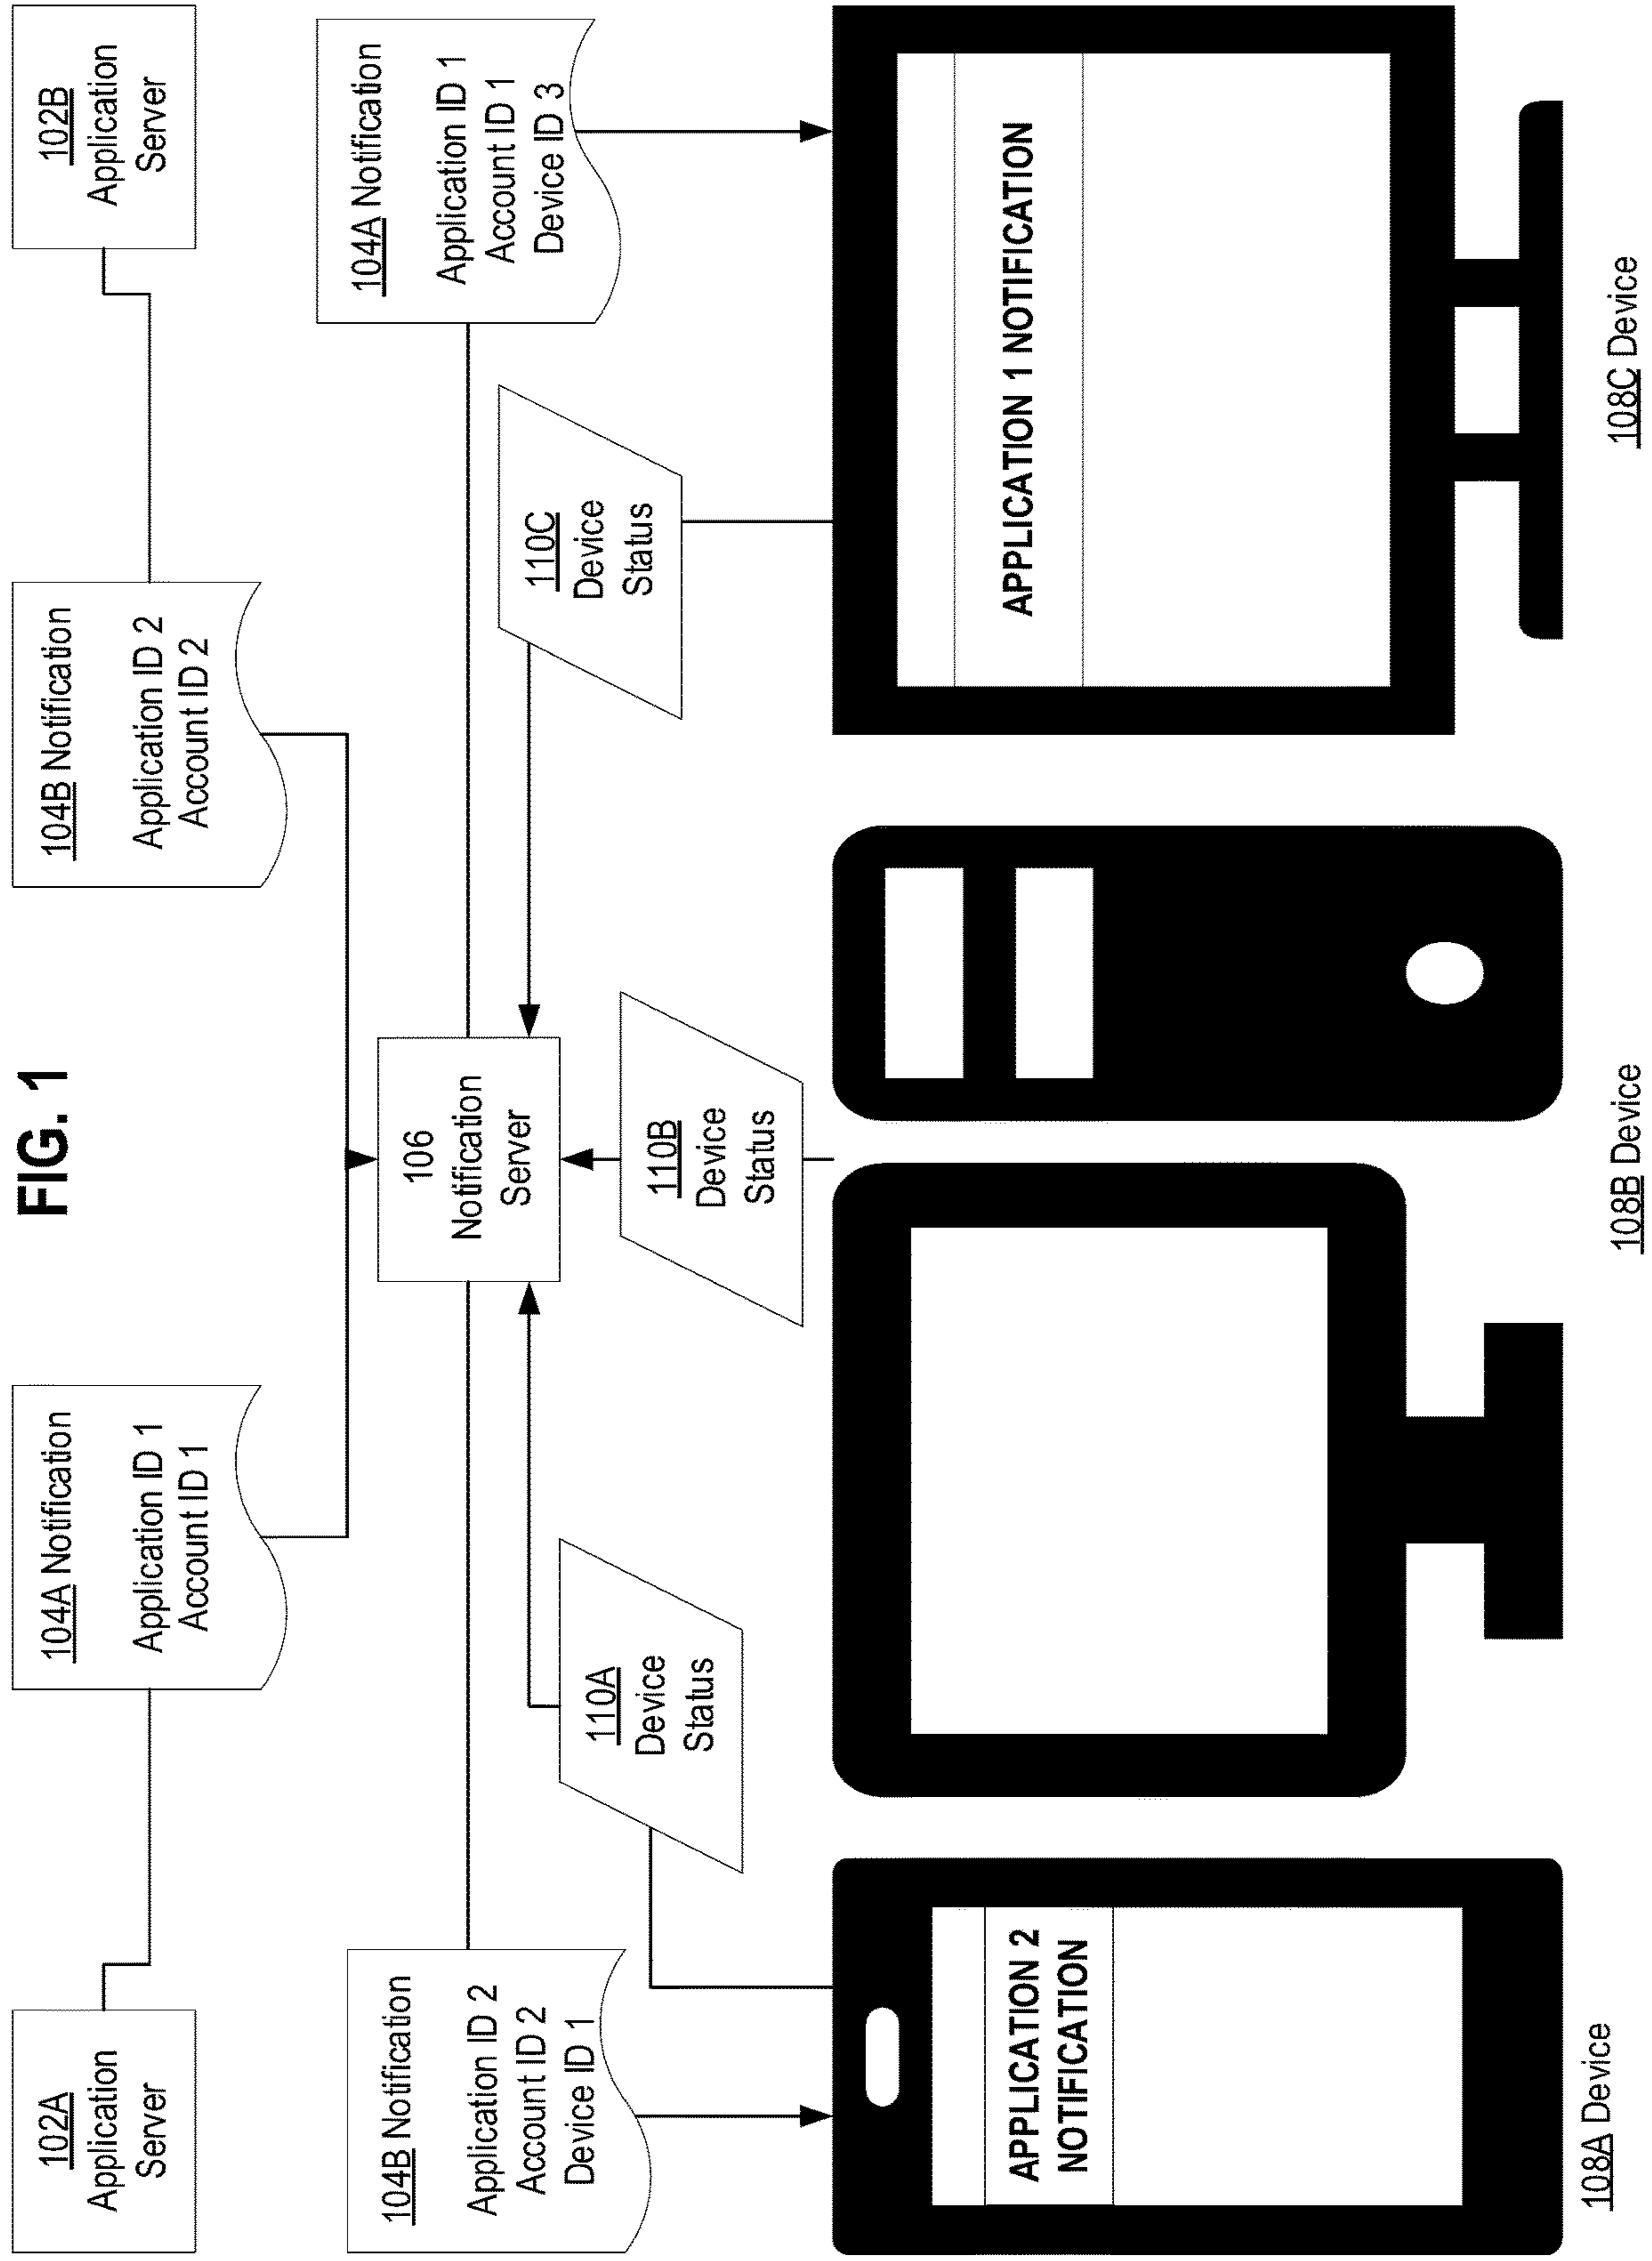 FIG. 1
102A
Application
Server
104A Notification
Application ID 1
Account ID 1
104B Notification
Application ID 2
Account ID 2
102B
Application
Server
104B Notification
Application ID 2
Account ID 2
Device ID 1
106
Notification
Server
104A Notification
Application ID 1
Account ID 1
Device ID 3
110A
Device
Status
110B
Device
Status
110C
Device
Status
APPLICATION 2
NOTIFICATION
APPLICATION 1 NOTIFICATION
108A Device
108B Device
108C Device